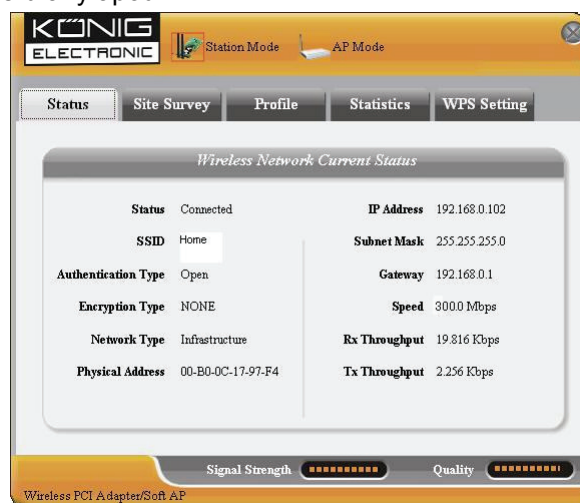 KÖNIG
ELECTRONIC
Station Mode
AP Mode
Status
Site Survey
Profile
Statistics
WPS Setting
Wireless Network Current Status
Status Connected
SSID Home
Authentication Type Open
Encryption Type NONE
Network Type Infrastructure
Physical Address 00-B0-0C-17-97-F4
IP Address 192.168.0.102
Subnet Mask 255.255.255.0
Gateway 192.168.0.1
Speed 300.0 Mbps
Rx Throughput 19.816 Kbps
Tx Throughput 2.256 Kbps
Signal Strength
Quality
Wireless PCI Adapter/Soft AP